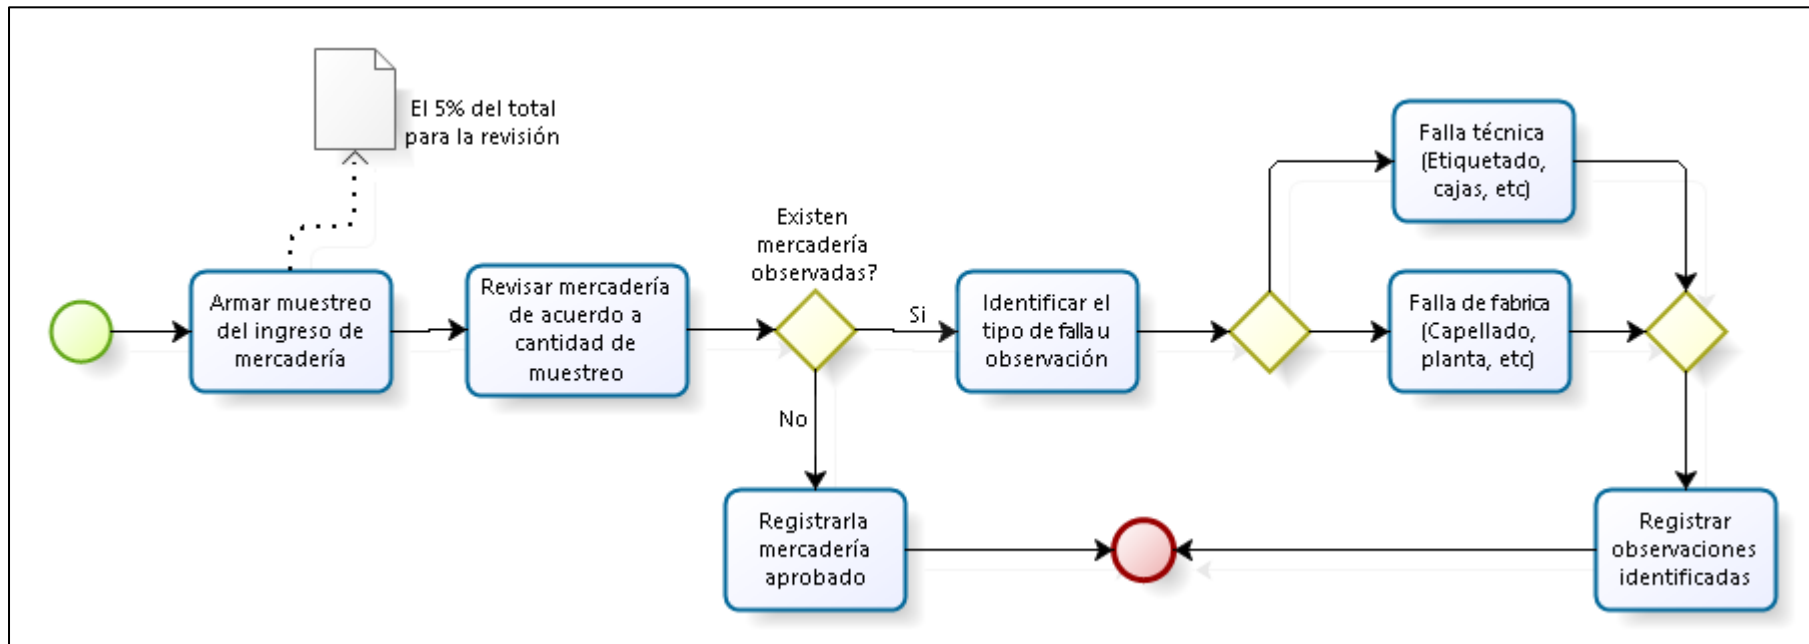 El 5% del total
para la revisión
Armar muestreo
del ingreso de
mercadería
Revisar mercadería
de acuerdo a
cantidad de
muestreo
Existen
mercadería
observadas?
Si
No
Identificar el
tipo de falla u
observación
Falla técnica
(Etiquetado,
cajas, etc)
Falla de fabrica
(Capellado,
planta, etc)
Registrar la
mercadería
aprobado
Registrar
observaciones
identificadas